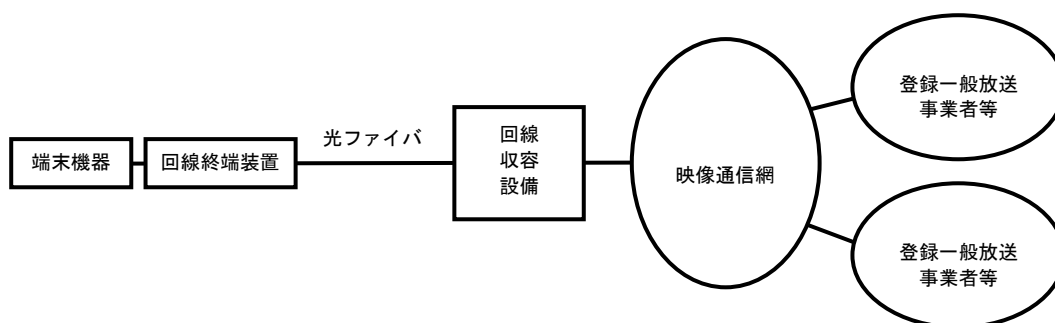 端末機器
回線終端装置
光ファイバ
回線
収容
設備
映像通信網
登録一般放送
事業者等
登録一般放送
事業者等